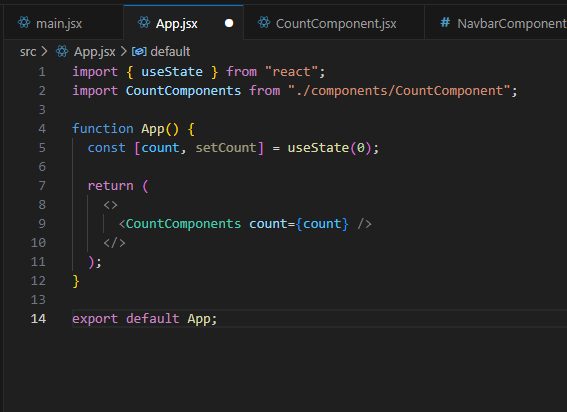 main.jsx
App.jsx
CountComponent.jsx
# NavbarComponent
src > App.jsx > default
1 import { useState } from "react";
2 import CountComponents from "./components/CountComponent";
3
4 function App() {
5   const [count, setCount] = useState(0);
6
7   return (
8     <>
9       <CountComponents count={count} />
10     </>
11   );
12 }
13
14 export default App;